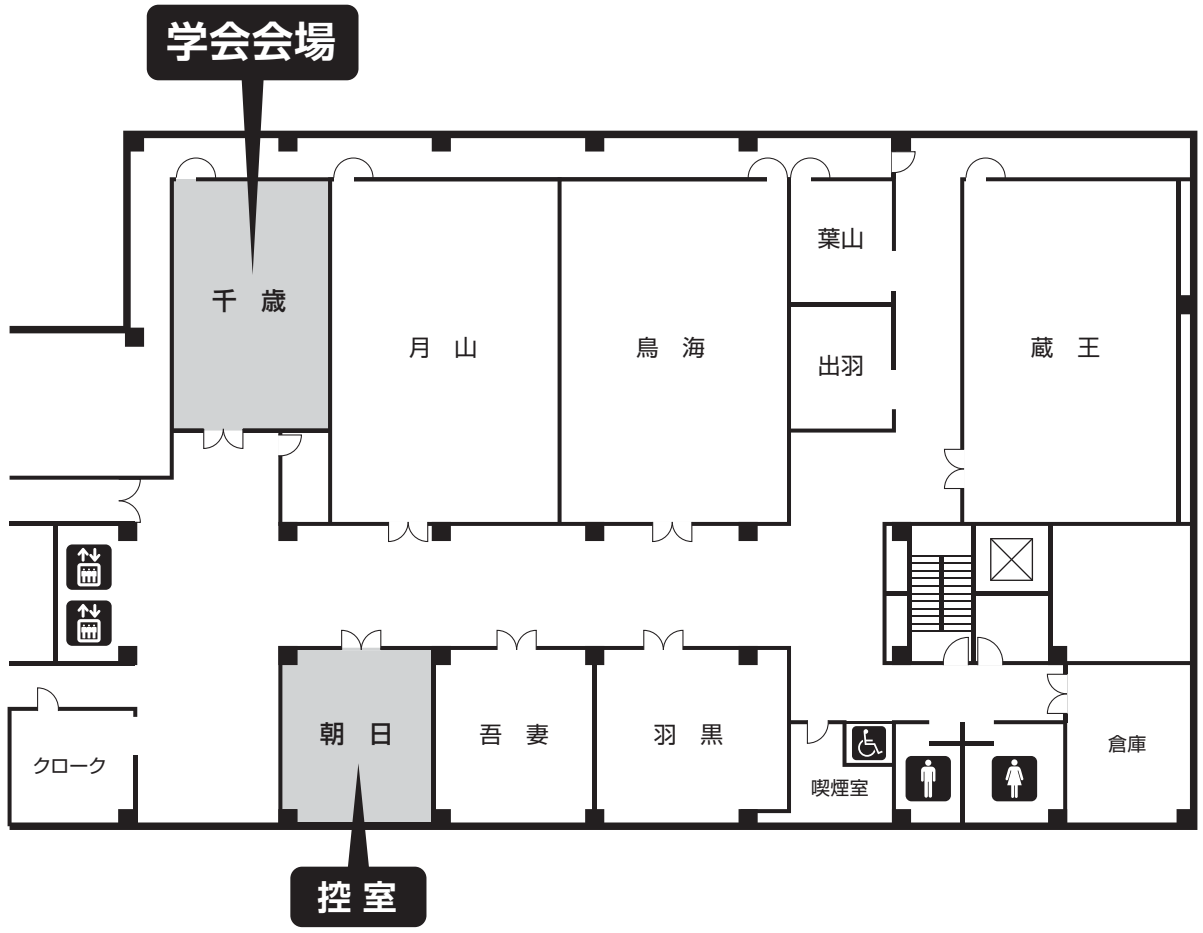 学会会場
葉山
千 歳
月 山
鳥 海
蔵 王
出羽
朝 日
吾 妻
羽 黒
倉庫
クローク
喫煙室
控 室